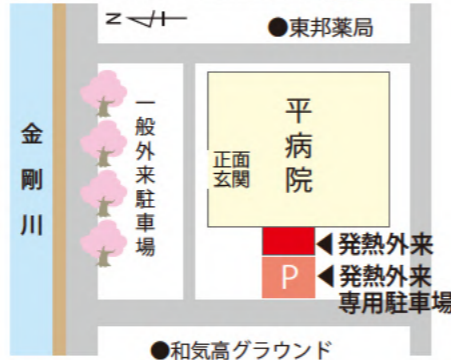 N
●東邦薬局
金剛川
一般外来駐車場
平病院
正面
玄関
◀発熱外来
P
◀発熱外来
専用駐車場
●和気高グラウンド